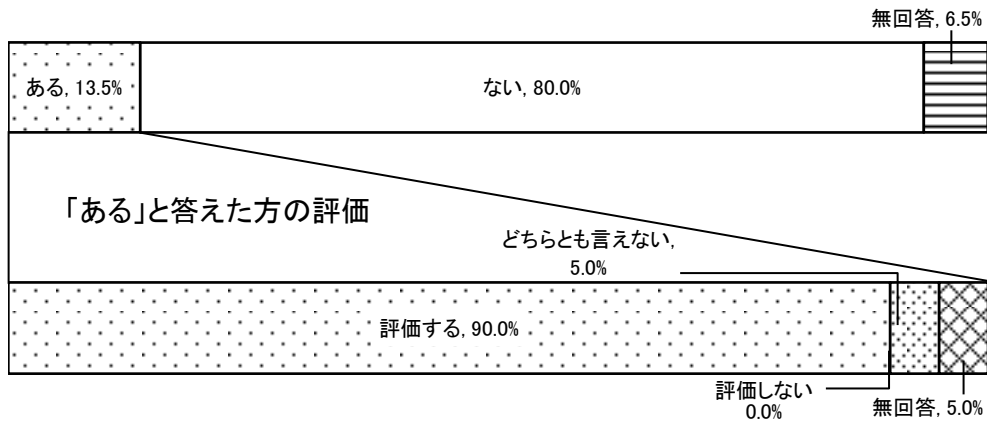 無回答, 6.5%
ある, 13.5%
ない, 80.0%
「ある」と答えた方の評価
どちらとも言えない,
5.0%
評価する, 90.0%
評価しない
0.0%
無回答, 5.0%